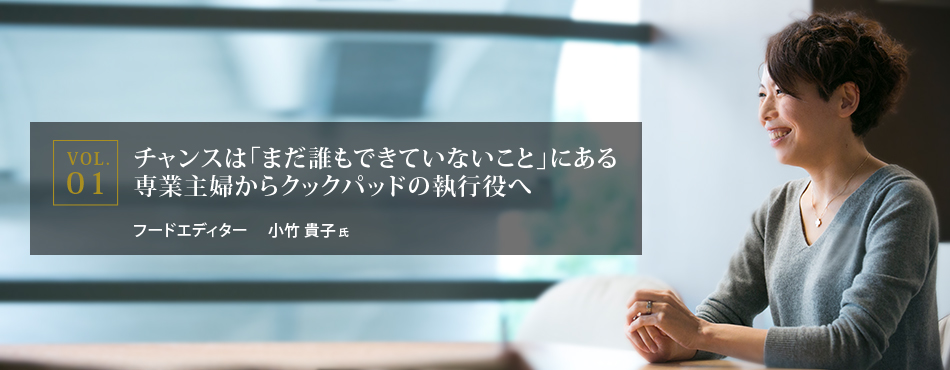 VOL.
01
チャンスは「まだ誰もできていないこと」にある
専業主婦からクックパッドの執行役へ
フードエディター　小竹 貴子 氏